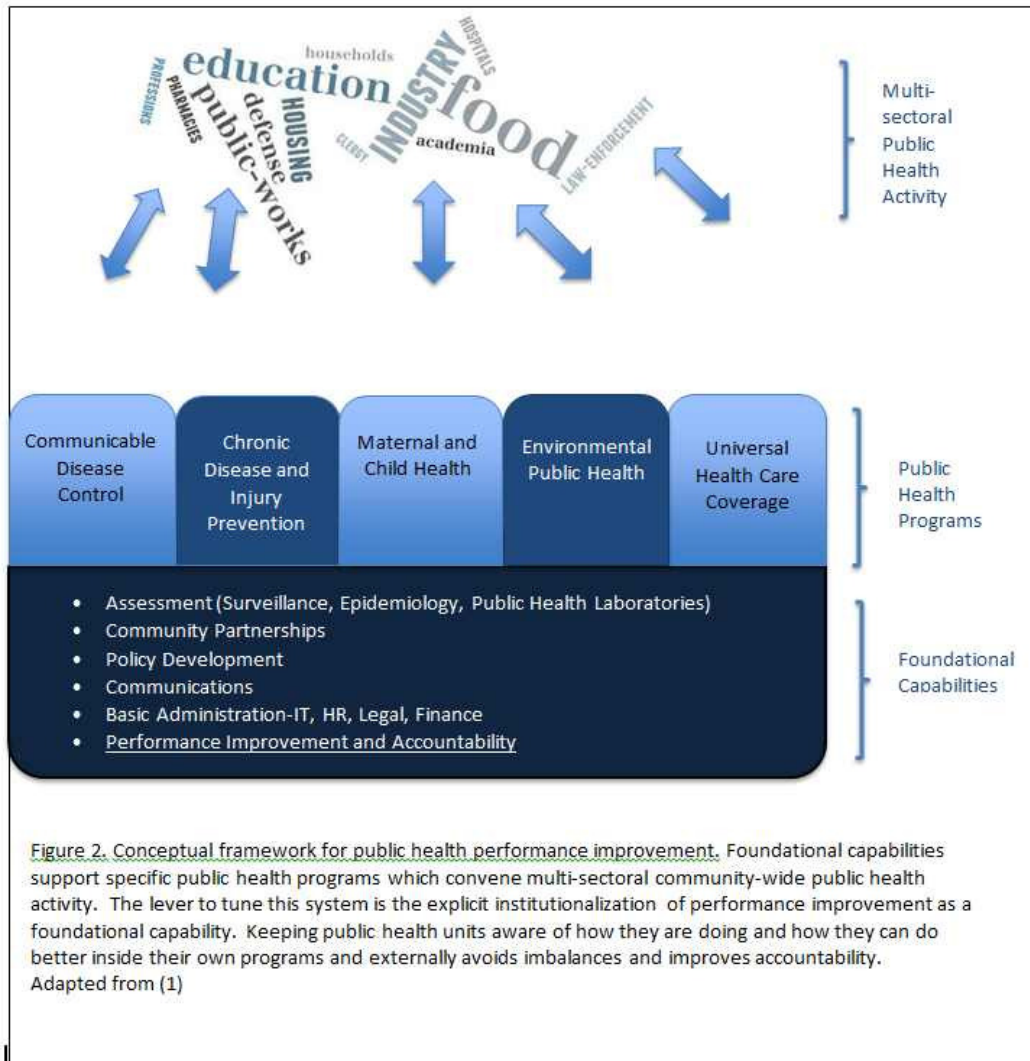 households
education
PROFESSIONS
PHARMACIES
public-works
defense
HOUSING
CLERGY
INDUSTRY
HOSPITALS
food
academia
LAW-ENFORCEMENT
Multi-
sectoral
Public
Health
Activity
Communicable
Disease
Control
Chronic
Disease and
Injury
Prevention
Maternal and
Child Health
Environmental
Public Health
Universal
Health Care
Coverage
Public
Health
Programs
• Assessment (Surveillance, Epidemiology, Public Health Laboratories)
• Community Partnerships
• Policy Development
• Communications
• Basic Administration-IT, HR, Legal, Finance
• Performance Improvement and Accountability
Foundational
Capabilities
Figure 2. Conceptual framework for public health performance improvement. Foundational capabilities
support specific public health programs which convene multi-sectoral community-wide public health
activity. The lever to tune this system is the explicit institutionalization of performance improvement as a
foundational capability. Keeping public health units aware of how they are doing and how they can do
better inside their own programs and externally avoids imbalances and improves accountability.
Adapted from (1)